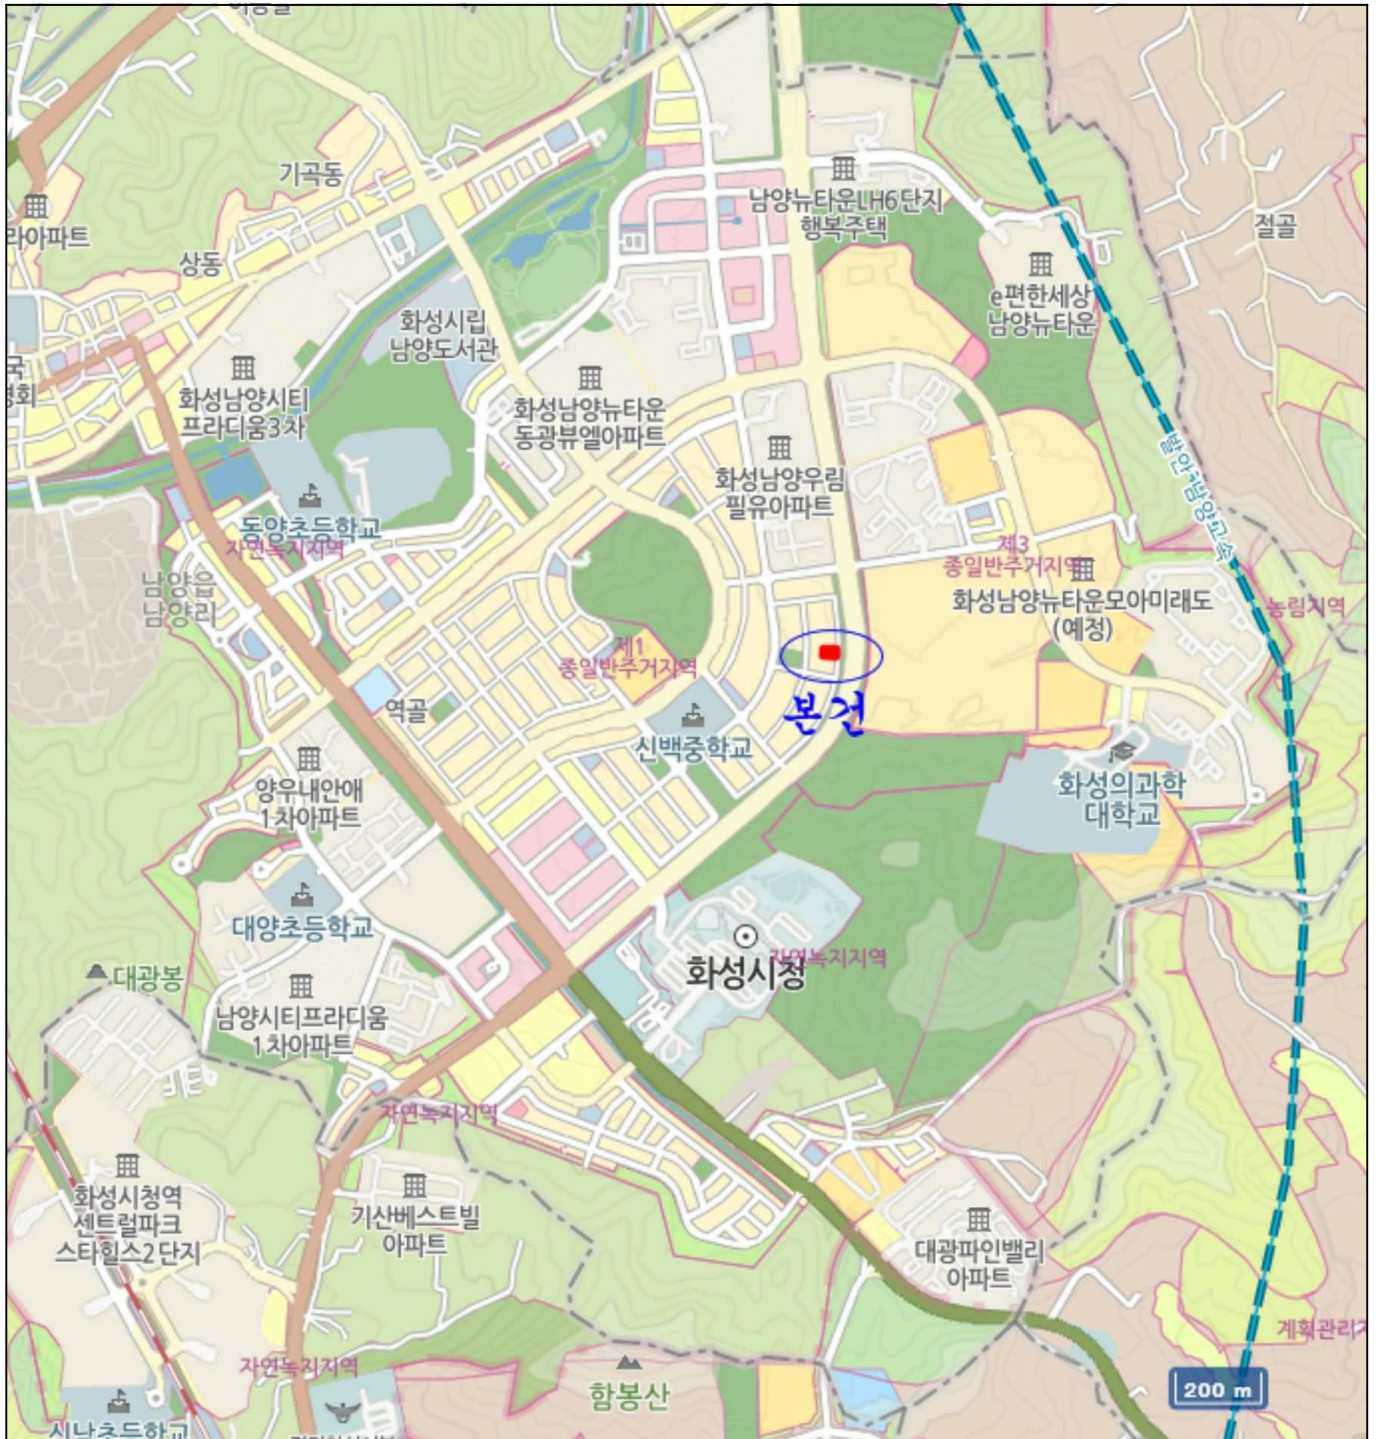 기곡동
라아파트
상동
남양뉴타운LH6단지
행복주택
절골
e편한세상
남양뉴타운
화성시립
남양도서관
화성남양시티
프라디움3차
화성남양뉴타운
동광뷰엘아파트
화성남양우림
필유아파트
발안남양고속
동양초등학교
자연녹지지역
남양읍
남양리
제3
종일반주거지역
화성남양뉴타운모아미래도
(예정)
농림지역
제1
종일반주거지역
본건
역골
신백중학교
양우내안애
1차아파트
화성의과학
대학교
대양초등학교
화성시청
자연녹지지역
대광봉
남양시티프라디움
1차아파트
자연녹지지역
화성시청역
센트럴파크
스타힐스2단지
기산베스트빌
아파트
대광파인밸리
아파트
계획관리
자연녹지지역
함봉산
200 m
시남초등학교